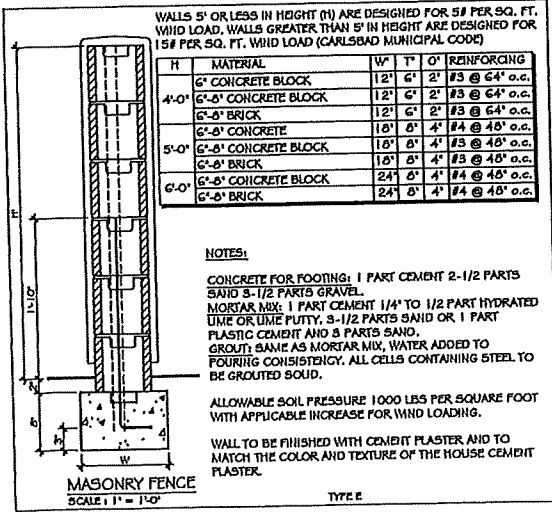 WALLS 5' OR LESS IN HEIGHT (H) ARE DESIGNED FOR 5# PER SQ. FT.
WIND LOAD. WALLS GREATER THAN 5' IN HEIGHT ARE DESIGNED FOR
15# PER SQ. FT. WIND LOAD (CARLSBAD MUNICIPAL CODE)
H MATERIAL W" T" O" REINFORCING
4'-0" 6" CONCRETE BLOCK 12" 6" 2" #3 @ 64" o.c.
6"-8" CONCRETE BLOCK 12" 6" 2" #3 @ 64" o.c.
6"-8" BRICK 12" 6" 2" #3 @ 64" o.c.
5'-0" 6"-8" CONCRETE 18" 8" 4" #4 @ 48" o.c.
6"-8" CONCRETE BLOCK 18" 8" 4" #3 @ 48" o.c.
6"-8" BRICK 18" 8" 4" #3 @ 48" o.c.
6'-0" 6"-8" CONCRETE BLOCK 24" 8" 4" #4 @ 48" o.c.
6"-8" BRICK 24" 8" 4" #4 @ 48" o.c.
H
1'-10"
2"
8"
3"
W
NOTES:
CONCRETE FOR FOOTING: 1 PART CEMENT 2-1/2 PARTS
SAND 3-1/2 PARTS GRAVEL.
MORTAR MIX: 1 PART CEMENT 1/4" TO 1/2 PART HYDRATED
LIME OR LIME PUTTY, 3-1/2 PARTS SAND OR 1 PART
PLASTIC CEMENT AND 3 PARTS SAND.
GROUT: SAME AS MORTAR MIX, WATER ADDED TO
POURING CONSISTENCY. ALL CELLS CONTAINING STEEL TO
BE GROUTED SOLID.
ALLOWABLE SOIL PRESSURE 1000 LBS PER SQUARE FOOT
WITH APPLICABLE INCREASE FOR WIND LOADING.
WALL TO BE FINISHED WITH CEMENT PLASTER AND TO
MATCH THE COLOR AND TEXTURE OF THE HOUSE CEMENT
PLASTER.
MASONRY FENCE
SCALE: 1" = 1'-0"
TYPE E